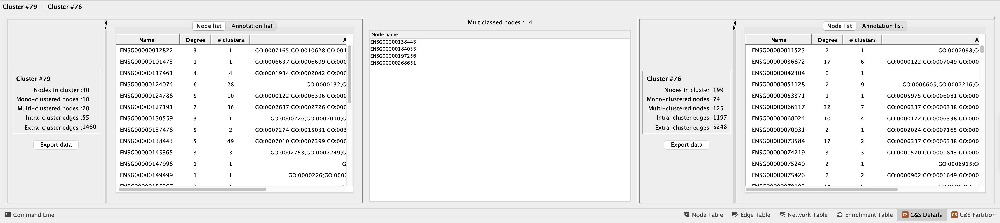 Cluster #79 -- Cluster #76
Cluster #79
Nodes in cluster :30
Mono-clustered nodes :10
Multi-clustered nodes :20
Intra-cluster edges :55
Extra-cluster edges :1460
Export data
Node list Annotation list
Name Degree # clusters A
ENSG00000012822 3 1 GO:0007165;GO:0010628;GO:001
ENSG00000101473 1 1 GO:0006637;GO:0006699;GO:000
ENSG00000117461 4 4 GO:0001934;GO:0002042;GO:000
ENSG00000124074 6 28 GO:0000132;G
ENSG00000124788 5 10 GO:0000122;GO:0006396;GO:000
ENSG00000127191 7 36 GO:0002637;GO:0002726;GO:000
ENSG00000130559 3 1 GO:0000226;GO:0007010;G
ENSG00000137478 5 2 GO:0007274;GO:0015031;GO:003
ENSG00000138443 5 49 GO:0007010;GO:0007399;GO:000
ENSG00000145365 3 3 GO:0002753;GO:0007249;G
ENSG00000147996 1 1 G
ENSG00000149499 1 1 GO:0000226;GO:0007
Multiclassed nodes : 4
Node name
ENSG00000138443
ENSG00000184033
ENSG00000197256
ENSG00000268651
Cluster #76
Nodes in cluster :199
Mono-clustered nodes :74
Multi-clustered nodes :125
Intra-cluster edges :1197
Extra-cluster edges :5248
Export data
Node list Annotation list
Name Degree # clusters A
ENSG00000011523 2 1 GO:0007098;G
ENSG00000036672 17 6 GO:0000122;GO:0007049;GO:000
ENSG00000042304 0 1
ENSG00000051128 7 9 GO:0006605;GO:0007216;G
ENSG00000053371 1 1 GO:0005975;GO:0006081;GO:000
ENSG00000066117 32 7 GO:0006337;GO:0006338;GO:000
ENSG00000068024 10 4 GO:0000122;GO:0006338;GO:000
ENSG00000070031 2 1 GO:0002024;GO:0007165;GO:000
ENSG00000073584 17 2 GO:0006337;GO:0006338;GO:000
ENSG00000074219 3 3 GO:0001570;GO:0001843;GO:000
ENSG00000075240 2 1 GO:0006915;G
ENSG00000075426 2 2 GO:0000902;GO:0001649;GO:000
Command Line Node Table Edge Table Network Table Enrichment Table CS C&S Details CS C&S Partition